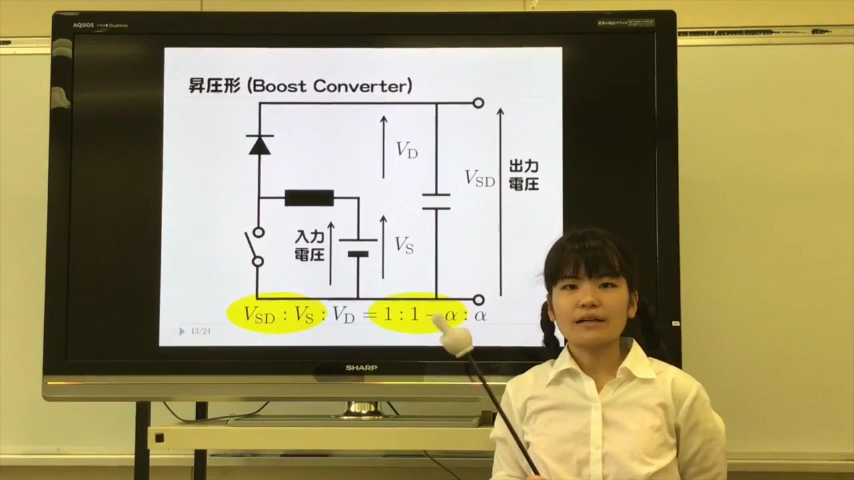 AQUOS
昇圧形 (Boost Converter)
V_D
V_SD
出力
電圧
入力
電圧
V_S
V_SD : V_S : V_D = 1 : 1 − α : α
13/24
SHARP